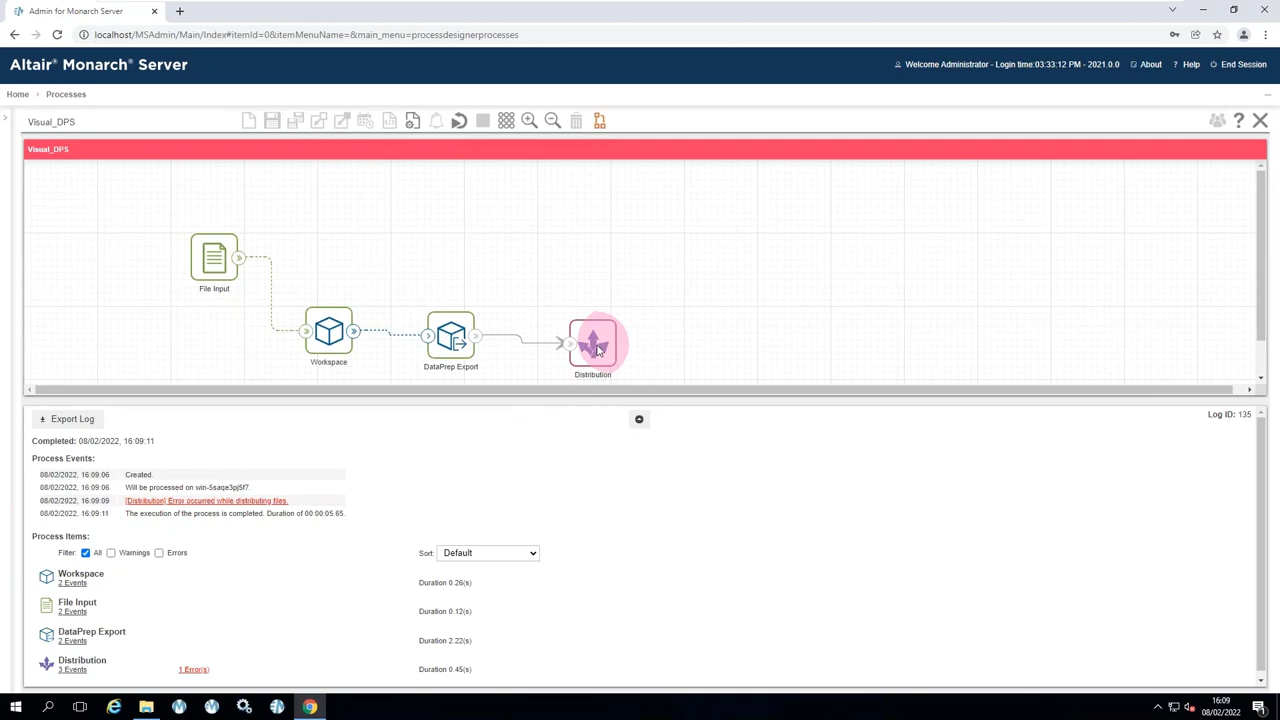 Admin for Monarch Server
localhost/MSAdmin/Main/Index#itemId=0&itemMenuName=&main_menu=processdesignerprocesses
Altair® Monarch® Server
Welcome Administrator - Login time:03:33:12 PM - 2021.0.0
About
Help
End Session
Home > Processes
Visual_DPS
Visual_DPS
File Input
Workspace
DataPrep Export
Distribution
Export Log
Log ID: 135
Completed: 08/02/2022, 16:09:11
Process Events:
08/02/2022, 16:09:06 Created.
08/02/2022, 16:09:06 Will be processed on win-5saqe3pj5f7.
08/02/2022, 16:09:09 [Distribution] Error occurred while distributing files.
08/02/2022, 16:09:11 The execution of the process is completed. Duration of 00:00:05.65.
Process Items:
Filter: All Warnings Errors
Sort: Default
Workspace
2 Events
Duration 0.26(s)
File Input
2 Events
Duration 0.12(s)
DataPrep Export
2 Events
Duration 2.22(s)
Distribution
3 Events
1 Error(s)
Duration 0.45(s)
16:09
08/02/2022